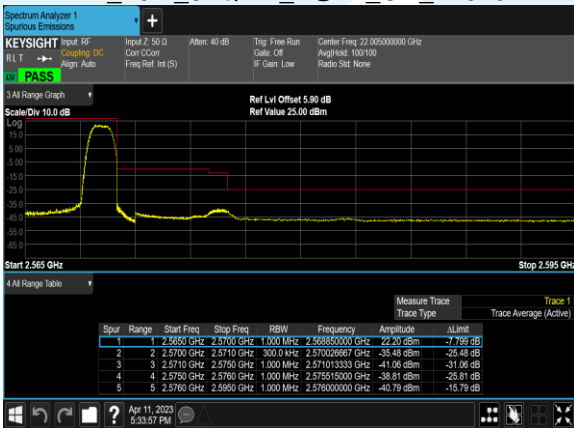 Spectrum Analyzer 1
Spurious Emissions
+
KEYSIGHT Input: RF Input Z: 50 Ω Atten: 40 dB Trig: Free Run Center Freq: 22.005000000 GHz
RLT Coupling: DC Corr CCorr Gate: Off Avg|Hold: 100/100
Align: Auto Freq Ref: Int (S) IF Gain: Low Radio Std: None
PASS
3 All Range Graph
Ref Lvl Offset 5.90 dB
Scale/Div 10.0 dB Ref Value 25.00 dBm
Log
15.0
5.00
-5.00
-15.0
-25.0
-35.0
-45.0
-55.0
-65.0
Start 2.565 GHz Stop 2.595 GHz
4 All Range Table
Measure Trace Trace 1
Trace Type Trace Average (Active)
Spur Range Start Freq Stop Freq RBW Frequency Amplitude ΔLimit
1 1 2.5650 GHz 2.5700 GHz 1.000 MHz 2.568850000 GHz 22.20 dBm -7.799 dB
2 2 2.5700 GHz 2.5710 GHz 300.0 kHz 2.570026667 GHz -35.48 dBm -25.48 dB
3 3 2.5710 GHz 2.5750 GHz 1.000 MHz 2.571013333 GHz -41.06 dBm -31.06 dB
4 4 2.5750 GHz 2.5760 GHz 1.000 MHz 2.575515000 GHz -38.81 dBm -25.81 dB
5 5 2.5760 GHz 2.5950 GHz 1.000 MHz 2.576000000 GHz -40.79 dBm -15.79 dB
? Apr 11, 2023
5:33:57 PM